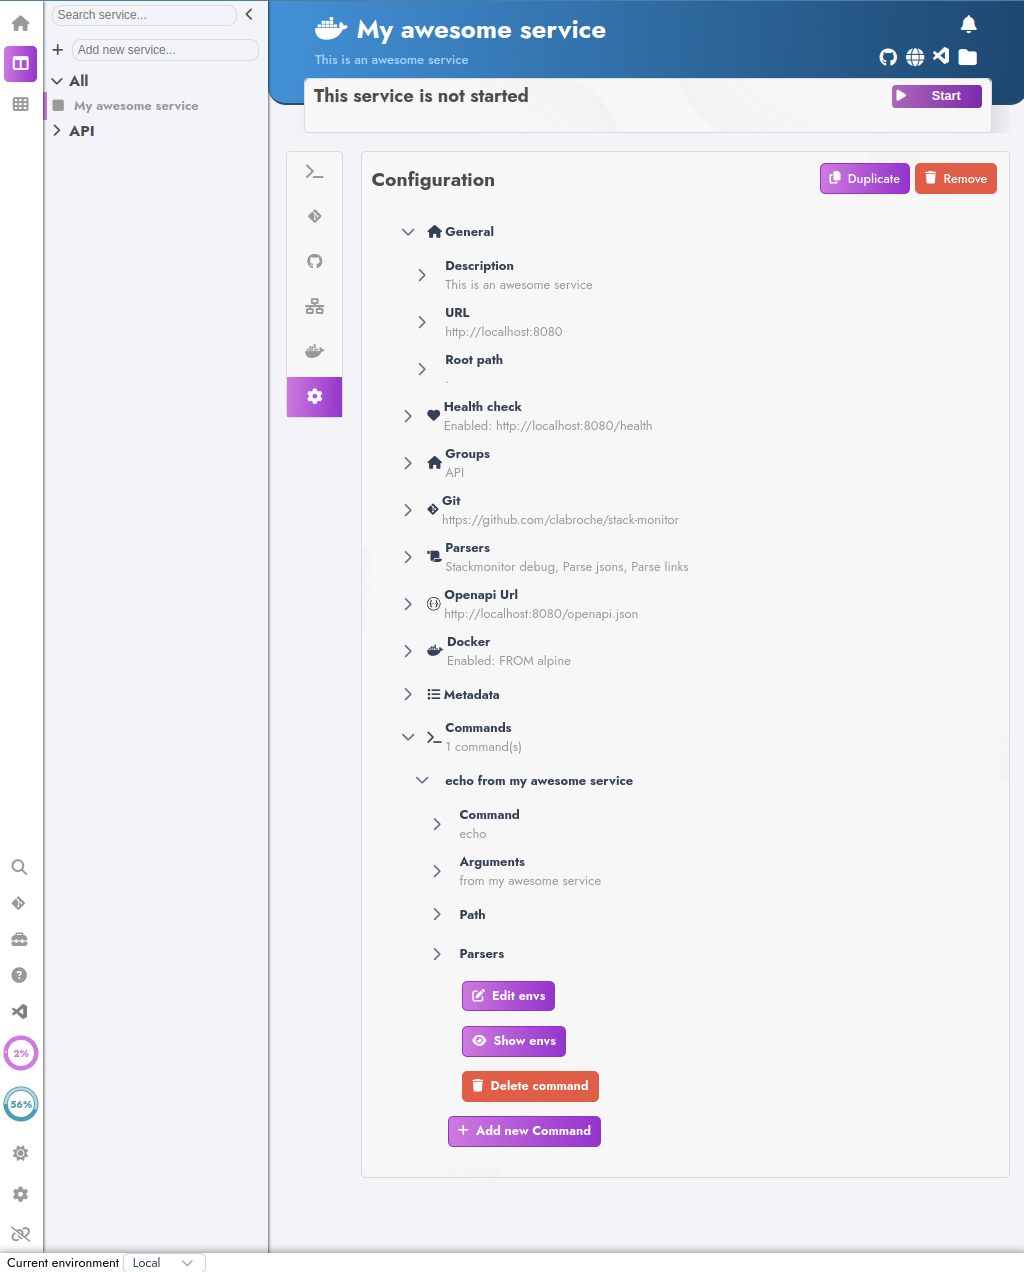 Search service...
Add new service...
All
My awesome service
API
2%
56%
My awesome service
This is an awesome service
This service is not started
Start
Configuration
Duplicate
Remove
General
Description
This is an awesome service
URL
http://localhost:8080
Root path
.
Health check
Enabled: http://localhost:8080/health
Groups
API
Git
https://github.com/clabroche/stack-monitor
Parsers
Stackmonitor debug, Parse jsons, Parse links
Openapi Url
http://localhost:8080/openapi.json
Docker
Enabled: FROM alpine
Metadata
Commands
1 command(s)
echo from my awesome service
Command
echo
Arguments
from my awesome service
Path
Parsers
Edit envs
Show envs
Delete command
Add new Command
Current environment
Local